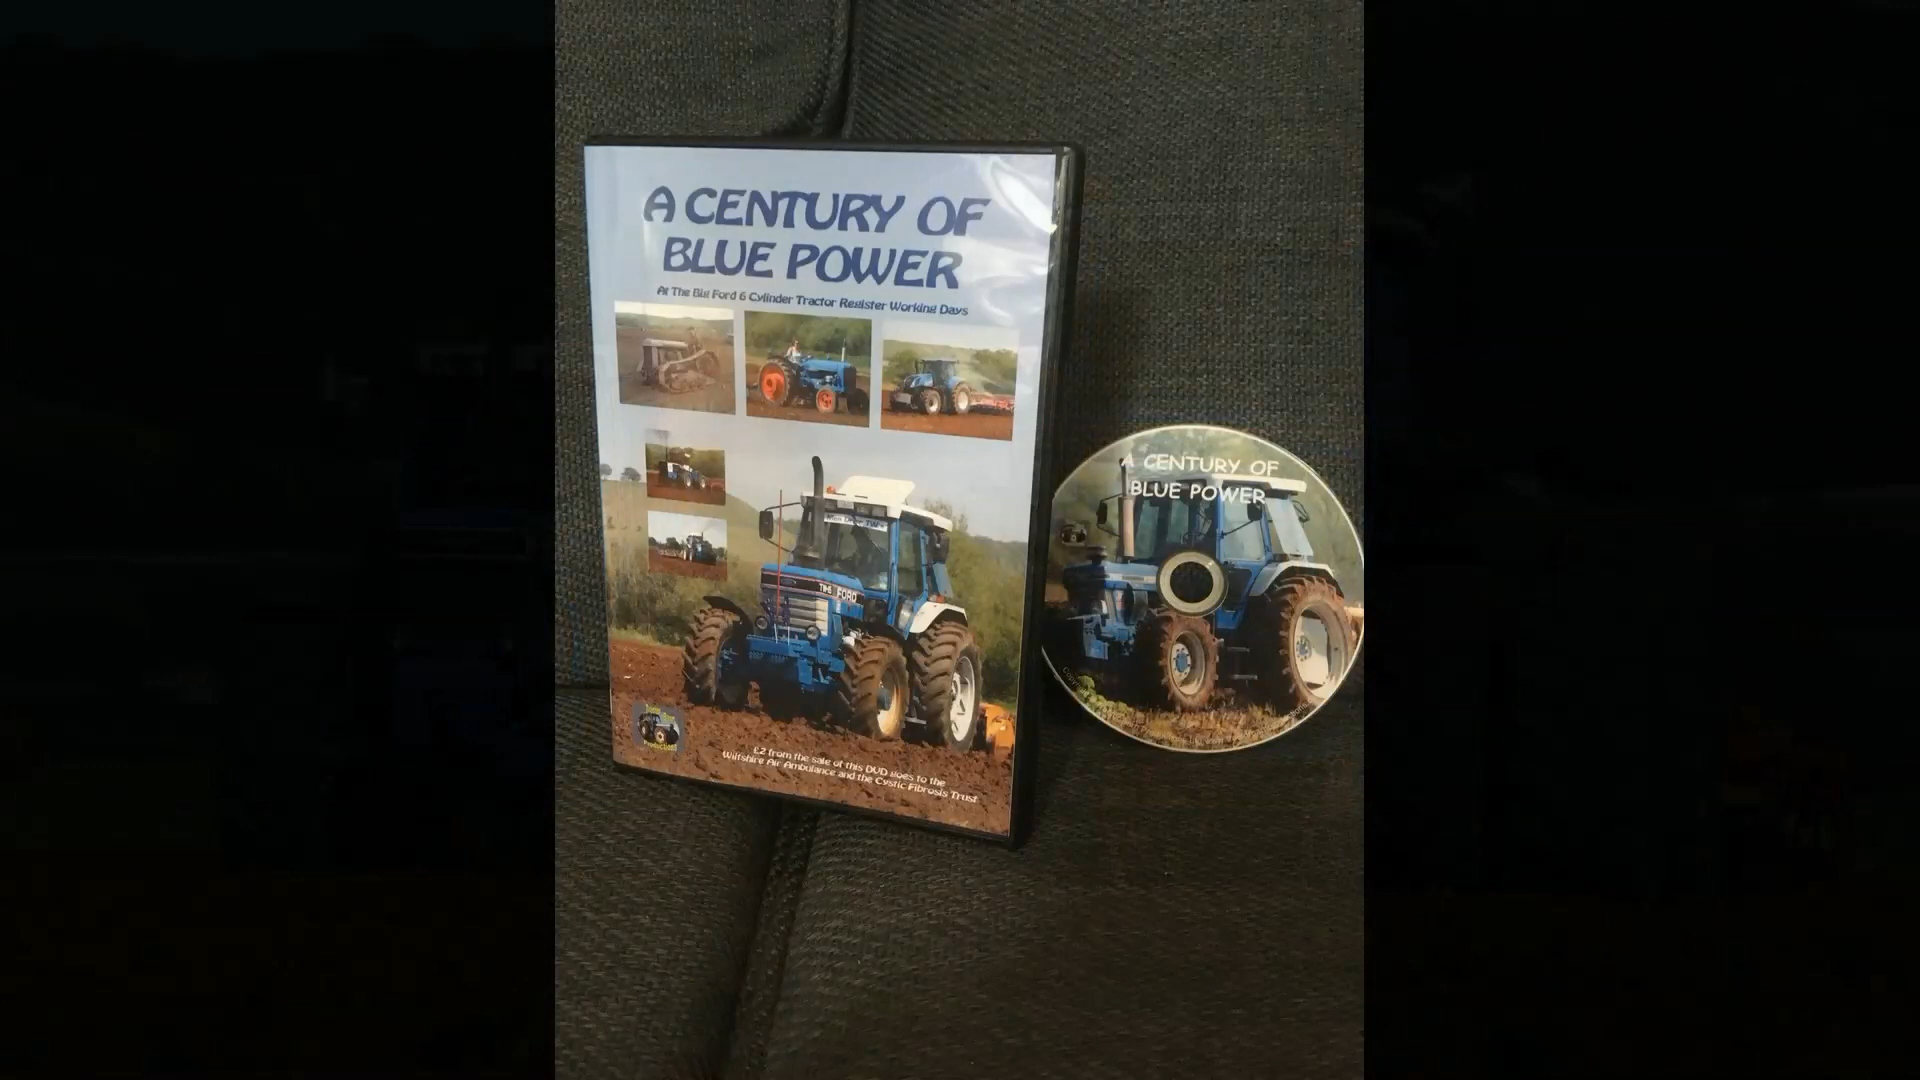 A CENTURY OF
BLUE POWER
At The Big Ford 6 Cylinder Tractor Register Working Days
FORD
Productions
£2 from the sale of this DVD goes to the
Wiltshire Air Ambulance and the Cystic Fibrosis Trust
A CENTURY OF
BLUE POWER